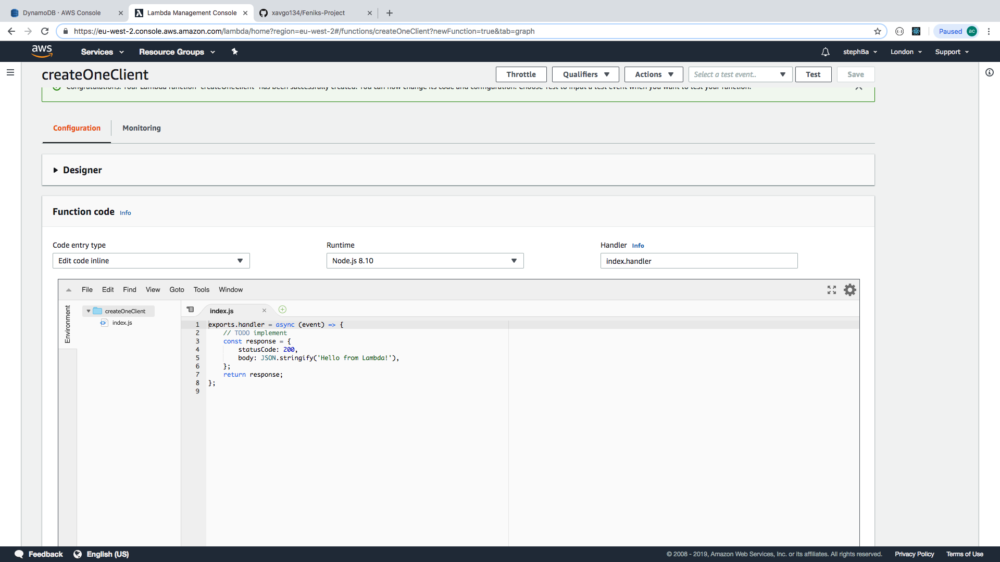 DynamoDB · AWS Console
Lambda Management Console
xavgo134/Feniks-Project
https://eu-west-2.console.aws.amazon.com/lambda/home?region=eu-west-2#/functions/createOneClient?newFunction=true&tab=graph
Paused
ac
aws
Services
Resource Groups
stephBa
London
Support
createOneClient
Throttle
Qualifiers
Actions
Select a test event..
Test
Save
Congratulations! Your Lambda function "createOneClient" has been successfully created. You can now change its code and configuration. Choose Test to input a test event when you want to test your function.
Configuration
Monitoring
Designer
Function code Info
Code entry type
Runtime
Handler Info
Edit code inline
Node.js 8.10
index.handler
File Edit Find View Goto Tools Window
Environment
createOneClient
index.js
index.js
1 exports.handler = async (event) => {
2     // TODO implement
3     const response = {
4         statusCode: 200,
5         body: JSON.stringify('Hello from Lambda!'),
6     };
7     return response;
8 };
9
Feedback
English (US)
© 2008 - 2019, Amazon Web Services, Inc. or its affiliates. All rights reserved.
Privacy Policy
Terms of Use